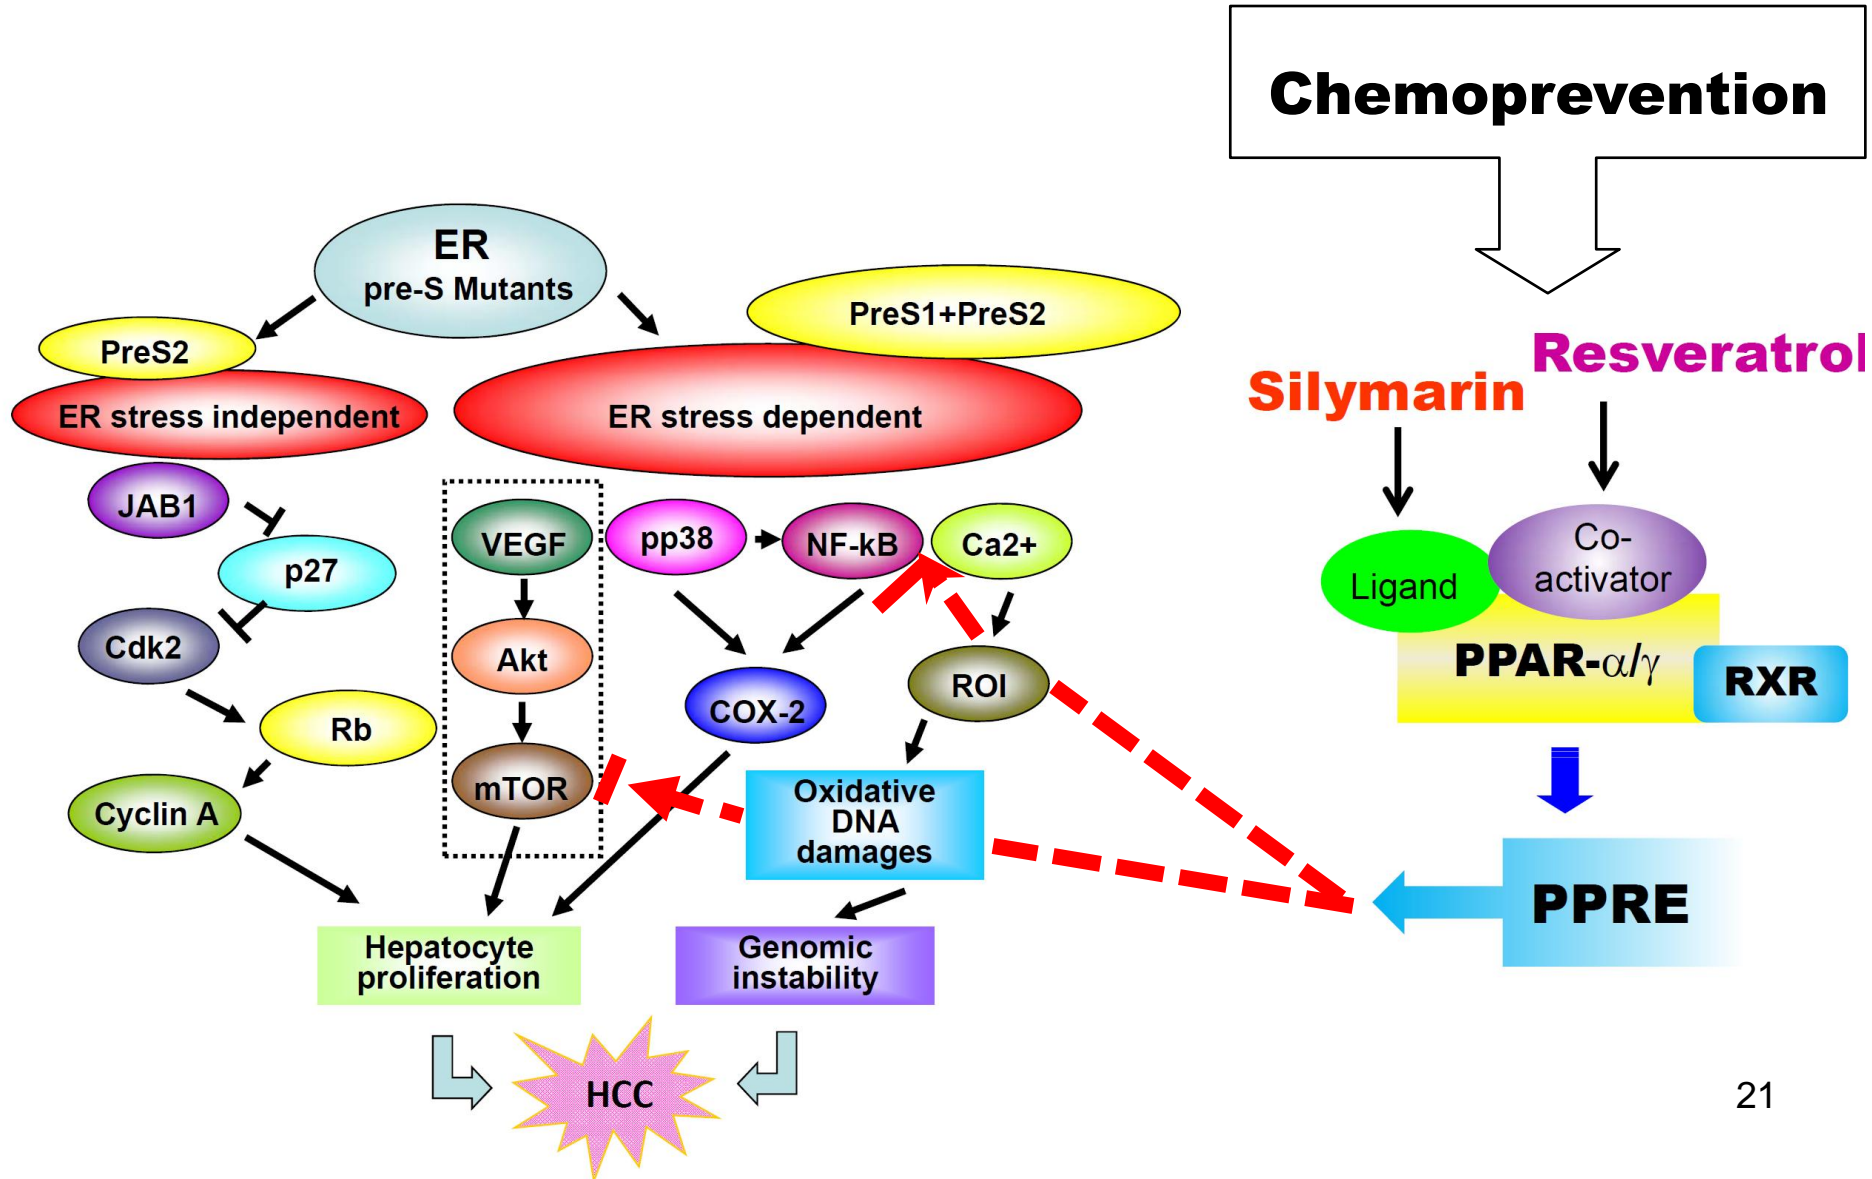 Chemoprevention
ER
pre-S Mutants
PreS1+PreS2
PreS2
Resveratrol
Silymarin
ER stress independent
ER stress dependent
JAB1
VEGF
pp38
NF-kB
Ca2+
Co-
activator
p27
Ligand
Cdk2
Akt
PPAR-α/γ
RXR
ROI
COX-2
Rb
mTOR
Cyclin A
Oxidative
DNA
damages
PPRE
Hepatocyte
proliferation
Genomic
instability
HCC
21